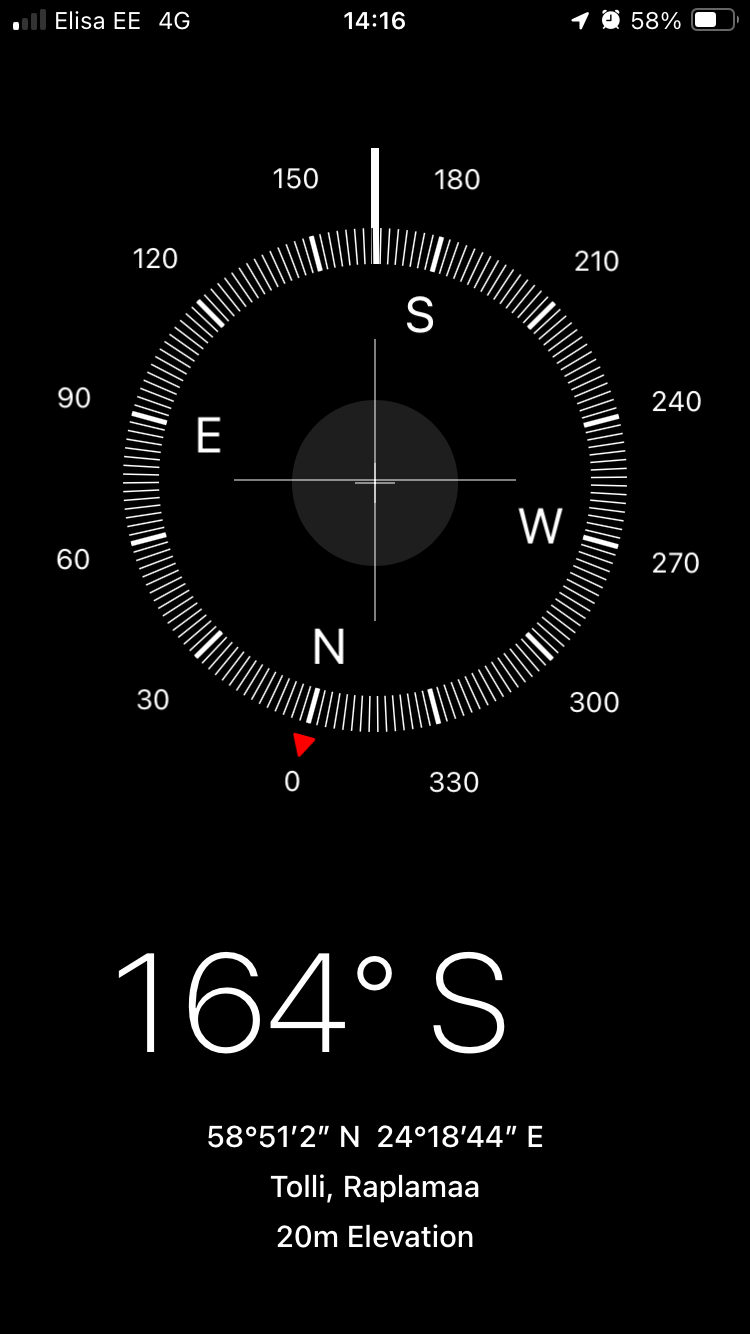 Elisa EE 4G 14:16 58%
150 180
120 210
S
90 240
E
W
60 270
N
30 300
0 330
164° S
58°51’2” N 24°18’44” E
Tolli, Raplamaa
20m Elevation